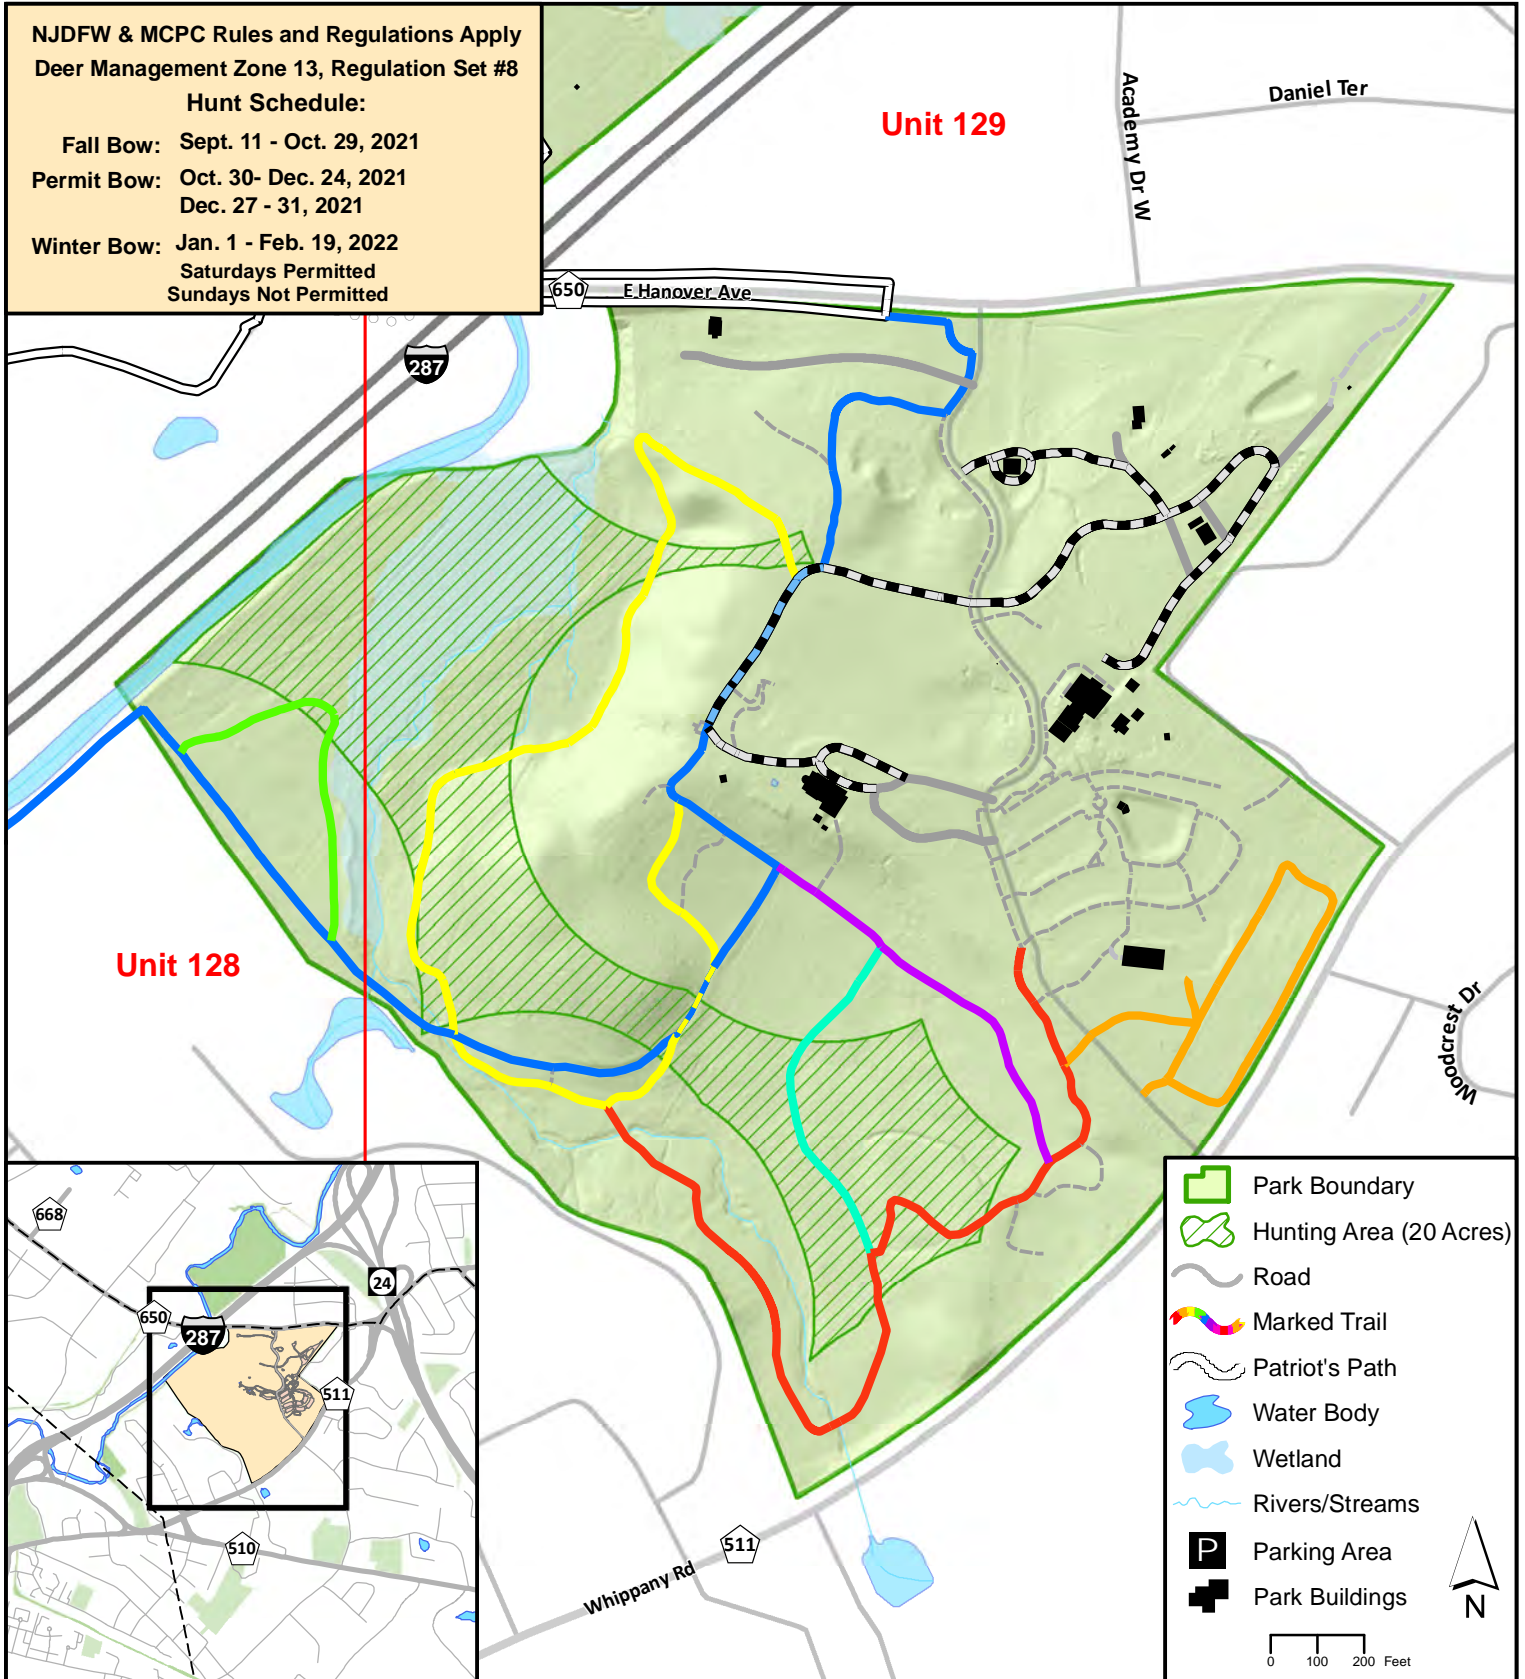 NJDFW & MCPC Rules and Regulations Apply
Deer Management Zone 13, Regulation Set #8
Hunt Schedule:
Fall Bow: Sept. 11 - Oct. 29, 2021
Permit Bow: Oct. 30- Dec. 24, 2021
Dec. 27 - 31, 2021
Winter Bow: Jan. 1 - Feb. 19, 2022
Saturdays Permitted
Sundays Not Permitted
Unit 129
Academy Dr W
Daniel Ter
650
E Hanover Ave
287
Unit 128
Woodcrest Dr
511
Whippany Rd
668
24
650
287
511
510
Park Boundary
Hunting Area (20 Acres)
Road
Marked Trail
Patriot's Path
Water Body
Wetland
Rivers/Streams
P Parking Area
Park Buildings
N
0 100 200 Feet